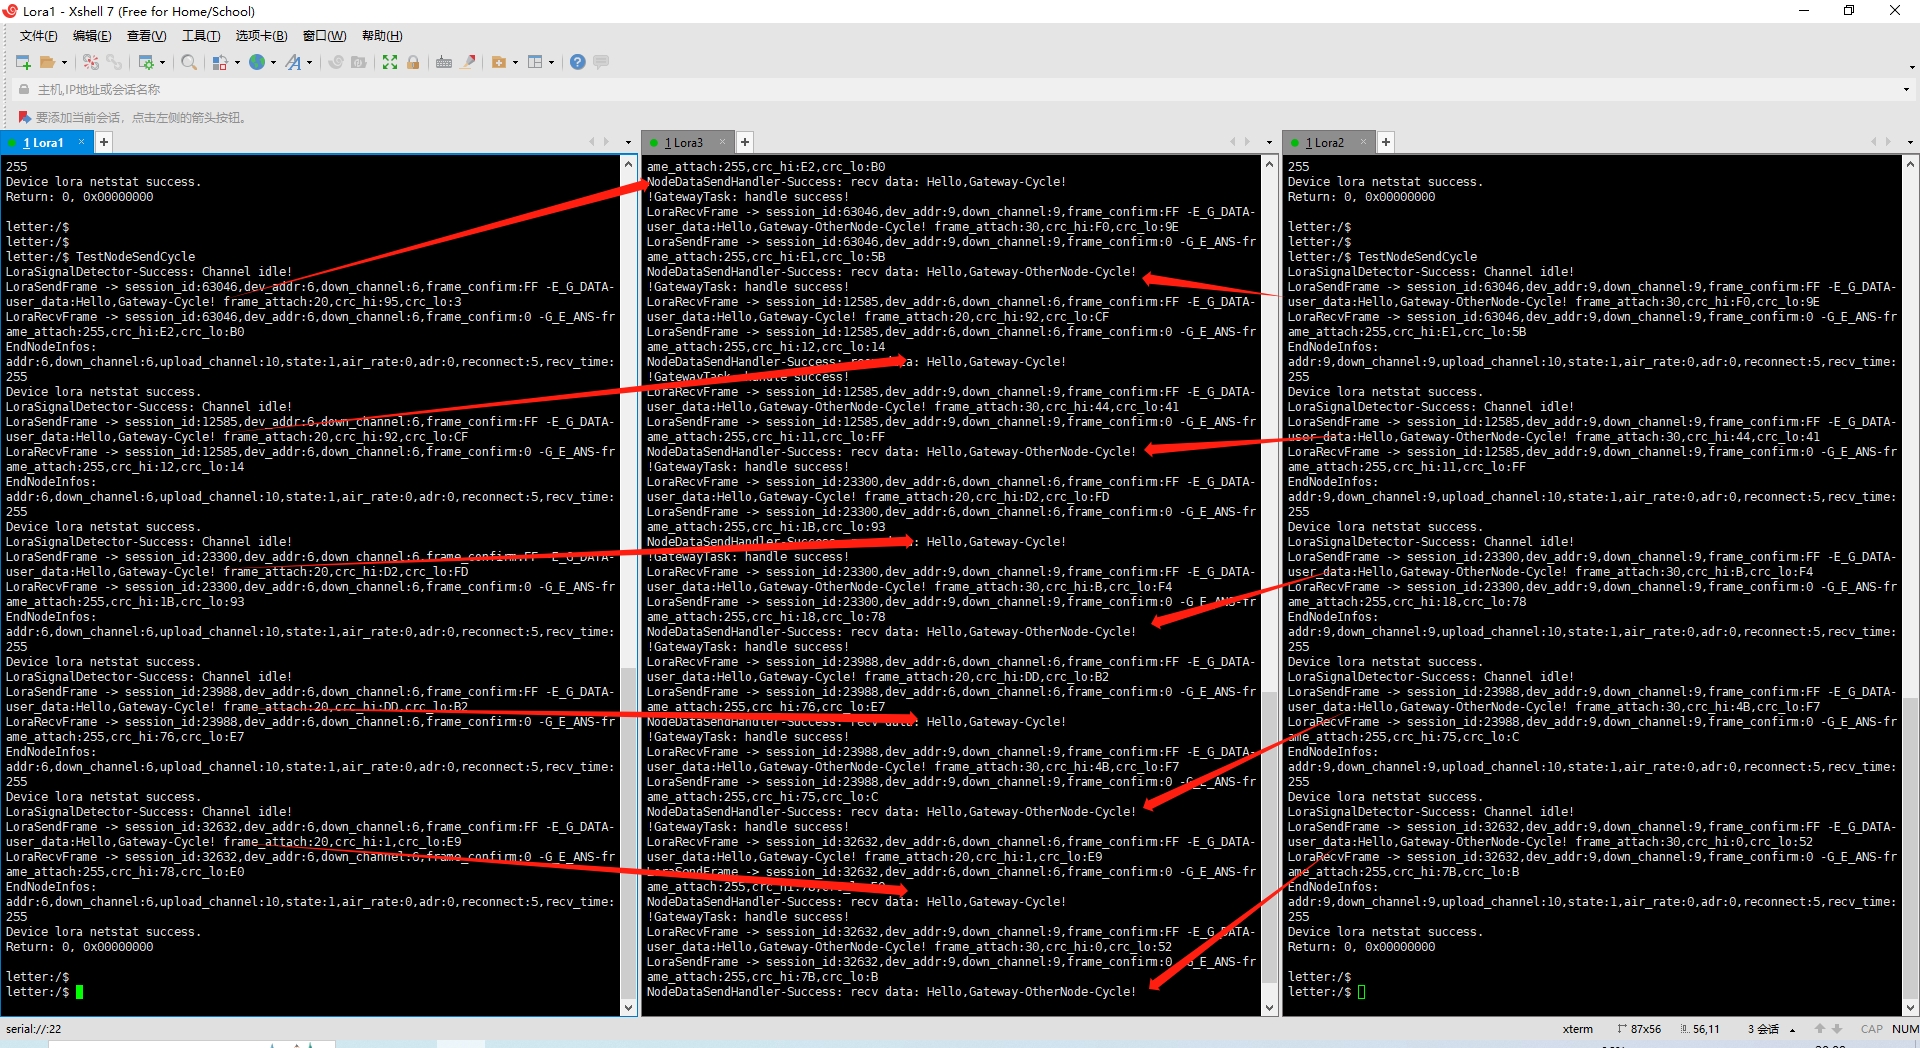 Lora1 - Xshell 7 (Free for Home/School)
文件(F) 编辑(E) 查看(V) 工具(T) 选项卡(B) 窗口(W) 帮助(H)
主机,IP地址或会话名称
要添加当前会话，点击左侧的箭头按钮。
1 Lora1 × +
255
Device lora netstat success.
Return: 0, 0x00000000
letter:/$
letter:/$
letter:/$ TestNodeSendCycle
LoraSignalDetector-Success: Channel idle!
LoraSendFrame -> session_id:63046,dev_addr:6,down_channel:6,frame_confirm:FF -E_G_DATA-
user_data:Hello,Gateway-Cycle! frame_attach:20,crc_hi:95,crc_lo:3
LoraRecvFrame -> session_id:63046,dev_addr:6,down_channel:6,frame_confirm:0 -G_E_ANS-fr
ame_attach:255,crc_hi:E2,crc_lo:B0
EndNodeInfos:
addr:6,down_channel:6,upload_channel:10,state:1,air_rate:0,adr:0,reconnect:5,recv_time:
255
Device lora netstat success.
LoraSignalDetector-Success: Channel idle!
LoraSendFrame -> session_id:12585,dev_addr:6,down_channel:6,frame_confirm:FF -E_G_DATA-
user_data:Hello,Gateway-Cycle! frame_attach:20,crc_hi:92,crc_lo:CF
LoraRecvFrame -> session_id:12585,dev_addr:6,down_channel:6,frame_confirm:0 -G_E_ANS-fr
ame_attach:255,crc_hi:12,crc_lo:14
EndNodeInfos:
addr:6,down_channel:6,upload_channel:10,state:1,air_rate:0,adr:0,reconnect:5,recv_time:
255
Device lora netstat success.
LoraSignalDetector-Success: Channel idle!
LoraSendFrame -> session_id:23300,dev_addr:6,down_channel:6,frame_confirm:FF -E_G_DATA-
user_data:Hello,Gateway-Cycle! frame_attach:20,crc_hi:D2,crc_lo:FD
LoraRecvFrame -> session_id:23300,dev_addr:6,down_channel:6,frame_confirm:0 -G_E_ANS-fr
ame_attach:255,crc_hi:1B,crc_lo:93
EndNodeInfos:
addr:6,down_channel:6,upload_channel:10,state:1,air_rate:0,adr:0,reconnect:5,recv_time:
255
Device lora netstat success.
LoraSignalDetector-Success: Channel idle!
LoraSendFrame -> session_id:23988,dev_addr:6,down_channel:6,frame_confirm:FF -E_G_DATA-
user_data:Hello,Gateway-Cycle! frame_attach:20,crc_hi:DD,crc_lo:B2
LoraRecvFrame -> session_id:23988,dev_addr:6,down_channel:6,frame_confirm:0 -G_E_ANS-fr
ame_attach:255,crc_hi:76,crc_lo:E7
EndNodeInfos:
addr:6,down_channel:6,upload_channel:10,state:1,air_rate:0,adr:0,reconnect:5,recv_time:
255
Device lora netstat success.
LoraSignalDetector-Success: Channel idle!
LoraSendFrame -> session_id:32632,dev_addr:6,down_channel:6,frame_confirm:FF -E_G_DATA-
user_data:Hello,Gateway-Cycle! frame_attach:20,crc_hi:1,crc_lo:E9
LoraRecvFrame -> session_id:32632,dev_addr:6,down_channel:6,frame_confirm:0 -G_E_ANS-fr
ame_attach:255,crc_hi:78,crc_lo:E0
EndNodeInfos:
addr:6,down_channel:6,upload_channel:10,state:1,air_rate:0,adr:0,reconnect:5,recv_time:
255
Device lora netstat success.
Return: 0, 0x00000000
letter:/$
letter:/$
1 Lora3 × +
ame_attach:255,crc_hi:E2,crc_lo:B0
NodeDataSendHandler-Success: recv data: Hello,Gateway-Cycle!
!GatewayTask: handle success!
LoraRecvFrame -> session_id:63046,dev_addr:9,down_channel:9,frame_confirm:FF -E_G_DATA-
user_data:Hello,Gateway-OtherNode-Cycle! frame_attach:30,crc_hi:F0,crc_lo:9E
LoraSendFrame -> session_id:63046,dev_addr:9,down_channel:9,frame_confirm:0 -G_E_ANS-fr
ame_attach:255,crc_hi:E1,crc_lo:5B
NodeDataSendHandler-Success: recv data: Hello,Gateway-OtherNode-Cycle!
!GatewayTask: handle success!
LoraRecvFrame -> session_id:12585,dev_addr:6,down_channel:6,frame_confirm:FF -E_G_DATA-
user_data:Hello,Gateway-Cycle! frame_attach:20,crc_hi:92,crc_lo:CF
LoraSendFrame -> session_id:12585,dev_addr:6,down_channel:6,frame_confirm:0 -G_E_ANS-fr
ame_attach:255,crc_hi:12,crc_lo:14
NodeDataSendHandler-Success: recv data: Hello,Gateway-Cycle!
!GatewayTask: handle success!
LoraRecvFrame -> session_id:12585,dev_addr:9,down_channel:9,frame_confirm:FF -E_G_DATA-
user_data:Hello,Gateway-OtherNode-Cycle! frame_attach:30,crc_hi:44,crc_lo:41
LoraSendFrame -> session_id:12585,dev_addr:9,down_channel:9,frame_confirm:0 -G_E_ANS-fr
ame_attach:255,crc_hi:11,crc_lo:FF
NodeDataSendHandler-Success: recv data: Hello,Gateway-OtherNode-Cycle!
!GatewayTask: handle success!
LoraRecvFrame -> session_id:23300,dev_addr:6,down_channel:6,frame_confirm:FF -E_G_DATA-
user_data:Hello,Gateway-Cycle! frame_attach:20,crc_hi:D2,crc_lo:FD
LoraSendFrame -> session_id:23300,dev_addr:6,down_channel:6,frame_confirm:0 -G_E_ANS-fr
ame_attach:255,crc_hi:1B,crc_lo:93
NodeDataSendHandler-Success: Hello,Gateway-Cycle!
!GatewayTask: handle success!
LoraRecvFrame -> session_id:23300,dev_addr:9,down_channel:9,frame_confirm:FF -E_G_DATA-
user_data:Hello,Gateway-OtherNode-Cycle! frame_attach:30,crc_hi:B,crc_lo:F4
LoraSendFrame -> session_id:23300,dev_addr:9,down_channel:9,frame_confirm:0 -G_E_ANS-fr
ame_attach:255,crc_hi:18,crc_lo:78
NodeDataSendHandler-Success: recv data: Hello,Gateway-OtherNode-Cycle!
!GatewayTask: handle success!
LoraRecvFrame -> session_id:23988,dev_addr:6,down_channel:6,frame_confirm:FF -E_G_DATA-
user_data:Hello,Gateway-Cycle! frame_attach:20,crc_hi:DD,crc_lo:B2
LoraSendFrame -> session_id:23988,dev_addr:6,down_channel:6,frame_confirm:0 -G_E_ANS-fr
ame_attach:255,crc_hi:76,crc_lo:E7
NodeDataSendHandler-Success: recv data: Hello,Gateway-Cycle!
!GatewayTask: handle success!
LoraRecvFrame -> session_id:23988,dev_addr:9,down_channel:9,frame_confirm:FF -E_G_DATA-
user_data:Hello,Gateway-OtherNode-Cycle! frame_attach:30,crc_hi:4B,crc_lo:F7
LoraSendFrame -> session_id:23988,dev_addr:9,down_channel:9,frame_confirm:0 -G_E_ANS-fr
ame_attach:255,crc_hi:75,crc_lo:C
NodeDataSendHandler-Success: recv data: Hello,Gateway-OtherNode-Cycle!
!GatewayTask: handle success!
LoraRecvFrame -> session_id:32632,dev_addr:6,down_channel:6,frame_confirm:FF -E_G_DATA-
user_data:Hello,Gateway-Cycle! frame_attach:20,crc_hi:1,crc_lo:E9
LoraSendFrame -> session_id:32632,dev_addr:6,down_channel:6,frame_confirm:0 -G_E_ANS-fr
ame_attach:255,crc_hi:78,crc_lo:E0
NodeDataSendHandler-Success: recv data: Hello,Gateway-Cycle!
!GatewayTask: handle success!
LoraRecvFrame -> session_id:32632,dev_addr:9,down_channel:9,frame_confirm:FF -E_G_DATA-
user_data:Hello,Gateway-OtherNode-Cycle! frame_attach:30,crc_hi:0,crc_lo:52
LoraSendFrame -> session_id:32632,dev_addr:9,down_channel:9,frame_confirm:0 -G_E_ANS-fr
ame_attach:255,crc_hi:7B,crc_lo:B
NodeDataSendHandler-Success: recv data: Hello,Gateway-OtherNode-Cycle!
1 Lora2 × +
255
Device lora netstat success.
Return: 0, 0x00000000
letter:/$
letter:/$
letter:/$ TestNodeSendCycle
LoraSignalDetector-Success: Channel idle!
LoraSendFrame -> session_id:63046,dev_addr:9,down_channel:9,frame_confirm:FF -E_G_DATA-
user_data:Hello,Gateway-OtherNode-Cycle! frame_attach:30,crc_hi:F0,crc_lo:9E
LoraRecvFrame -> session_id:63046,dev_addr:9,down_channel:9,frame_confirm:0 -G_E_ANS-fr
ame_attach:255,crc_hi:E1,crc_lo:5B
EndNodeInfos:
addr:9,down_channel:9,upload_channel:10,state:1,air_rate:0,adr:0,reconnect:5,recv_time:
255
Device lora netstat success.
LoraSignalDetector-Success: Channel idle!
LoraSendFrame -> session_id:12585,dev_addr:9,down_channel:9,frame_confirm:FF -E_G_DATA-
user_data:Hello,Gateway-OtherNode-Cycle! frame_attach:30,crc_hi:44,crc_lo:41
LoraRecvFrame -> session_id:12585,dev_addr:9,down_channel:9,frame_confirm:0 -G_E_ANS-fr
ame_attach:255,crc_hi:11,crc_lo:FF
EndNodeInfos:
addr:9,down_channel:9,upload_channel:10,state:1,air_rate:0,adr:0,reconnect:5,recv_time:
255
Device lora netstat success.
LoraSignalDetector-Success: Channel idle!
LoraSendFrame -> session_id:23300,dev_addr:9,down_channel:9,frame_confirm:FF -E_G_DATA-
user_data:Hello,Gateway-OtherNode-Cycle! frame_attach:30,crc_hi:B,crc_lo:F4
LoraRecvFrame -> session_id:23300,dev_addr:9,down_channel:9,frame_confirm:0 -G_E_ANS-fr
ame_attach:255,crc_hi:18,crc_lo:78
EndNodeInfos:
addr:9,down_channel:9,upload_channel:10,state:1,air_rate:0,adr:0,reconnect:5,recv_time:
255
Device lora netstat success.
LoraSignalDetector-Success: Channel idle!
LoraSendFrame -> session_id:23988,dev_addr:9,down_channel:9,frame_confirm:FF -E_G_DATA-
user_data:Hello,Gateway-OtherNode-Cycle! frame_attach:30,crc_hi:4B,crc_lo:F7
LoraRecvFrame -> session_id:23988,dev_addr:9,down_channel:9,frame_confirm:0 -G_E_ANS-fr
ame_attach:255,crc_hi:75,crc_lo:C
EndNodeInfos:
addr:9,down_channel:9,upload_channel:10,state:1,air_rate:0,adr:0,reconnect:5,recv_time:
255
Device lora netstat success.
LoraSignalDetector-Success: Channel idle!
LoraSendFrame -> session_id:32632,dev_addr:9,down_channel:9,frame_confirm:FF -E_G_DATA-
user_data:Hello,Gateway-OtherNode-Cycle! frame_attach:30,crc_hi:0,crc_lo:52
LoraRecvFrame -> session_id:32632,dev_addr:9,down_channel:9,frame_confirm:0 -G_E_ANS-fr
ame_attach:255,crc_hi:7B,crc_lo:B
EndNodeInfos:
addr:9,down_channel:9,upload_channel:10,state:1,air_rate:0,adr:0,reconnect:5,recv_time:
255
Device lora netstat success.
Return: 0, 0x00000000
letter:/$
letter:/$
serial://:22 xterm 87x56 56,11 3 会话 CAP NUM